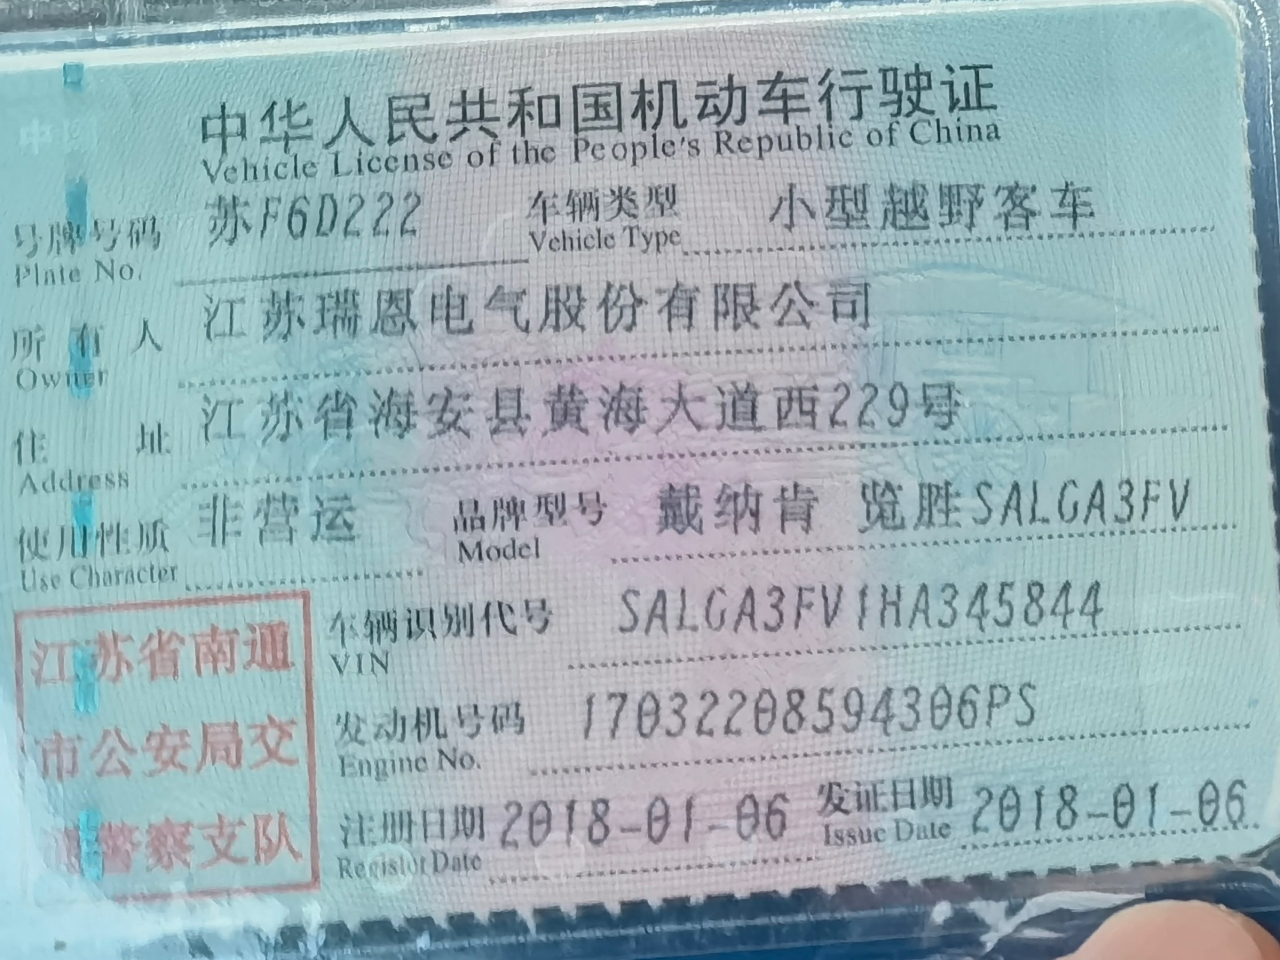 中华人民共和国机动车行驶证
Vehicle License of the People's Republic of China
号牌号码 苏F6D222 车辆类型 小型越野客车
Plate No. Vehicle Type
所有人 江苏瑞恩电气股份有限公司
Owner
住址 江苏省海安县黄海大道西229号
Address
使用性质 非营运 品牌型号 戴纳肯 览胜SALGA3FV
Use Character Model
车辆识别代号 SALGA3FV1HA345844
VIN
发动机号码 17032208594306PS
Engine No.
注册日期 2018-01-06 发证日期 2018-01-06
Register Date Issue Date
江苏省南通
市公安局交
通警察支队